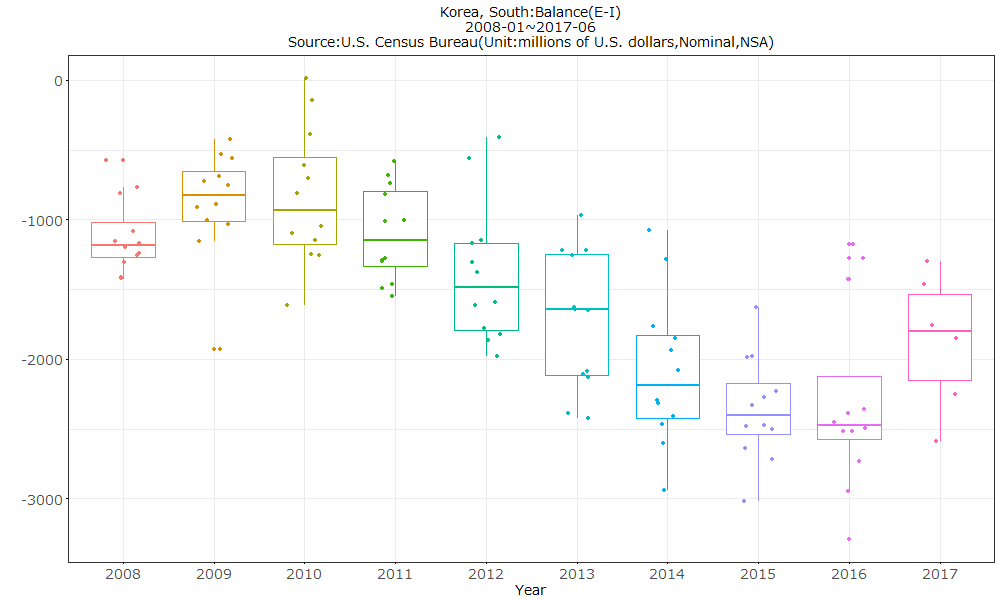 Korea, South:Balance(E-I)
2008-01~2017-06
Source:U.S. Census Bureau(Unit:millions of U.S. dollars,Nominal,NSA)
0
-1000
-2000
-3000
2008 2009 2010 2011 2012 2013 2014 2015 2016 2017
Year